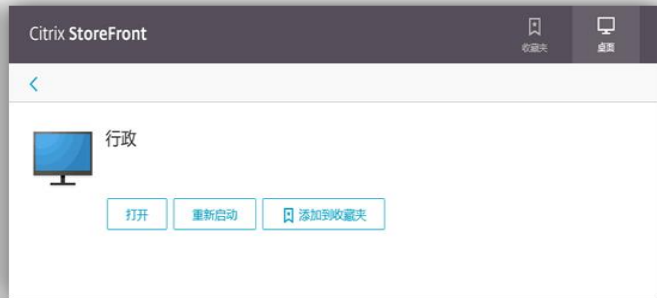 Citrix StoreFront
收藏夹
桌面
行政
打开
重新启动
添加到收藏夹